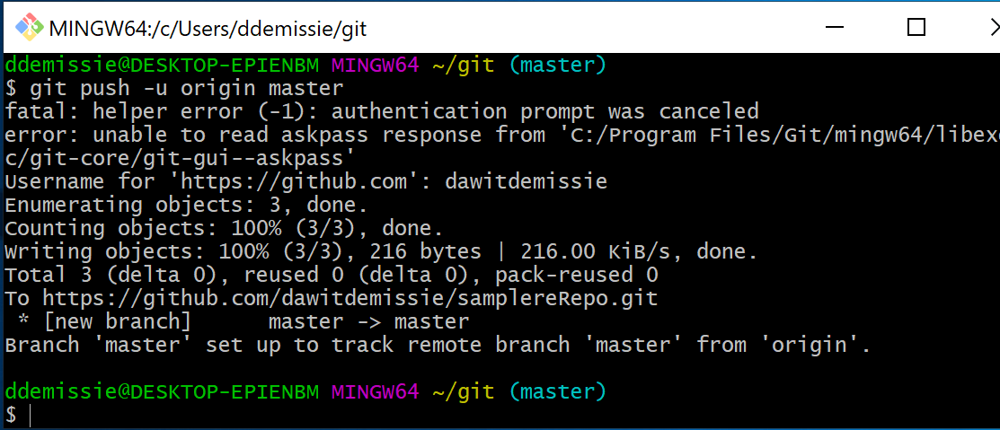 MINGW64:/c/Users/ddemissie/git
ddemissie@DESKTOP-EPIENBM MINGW64 ~/git (master)
$ git push -u origin master
fatal: helper error (-1): authentication prompt was canceled
error: unable to read askpass response from 'C:/Program Files/Git/mingw64/libexe
c/git-core/git-gui--askpass'
Username for 'https://github.com': dawitdemissie
Enumerating objects: 3, done.
Counting objects: 100% (3/3), done.
Writing objects: 100% (3/3), 216 bytes | 216.00 KiB/s, done.
Total 3 (delta 0), reused 0 (delta 0), pack-reused 0
To https://github.com/dawitdemissie/samplereRepo.git
 * [new branch]      master -> master
Branch 'master' set up to track remote branch 'master' from 'origin'.
ddemissie@DESKTOP-EPIENBM MINGW64 ~/git (master)
$